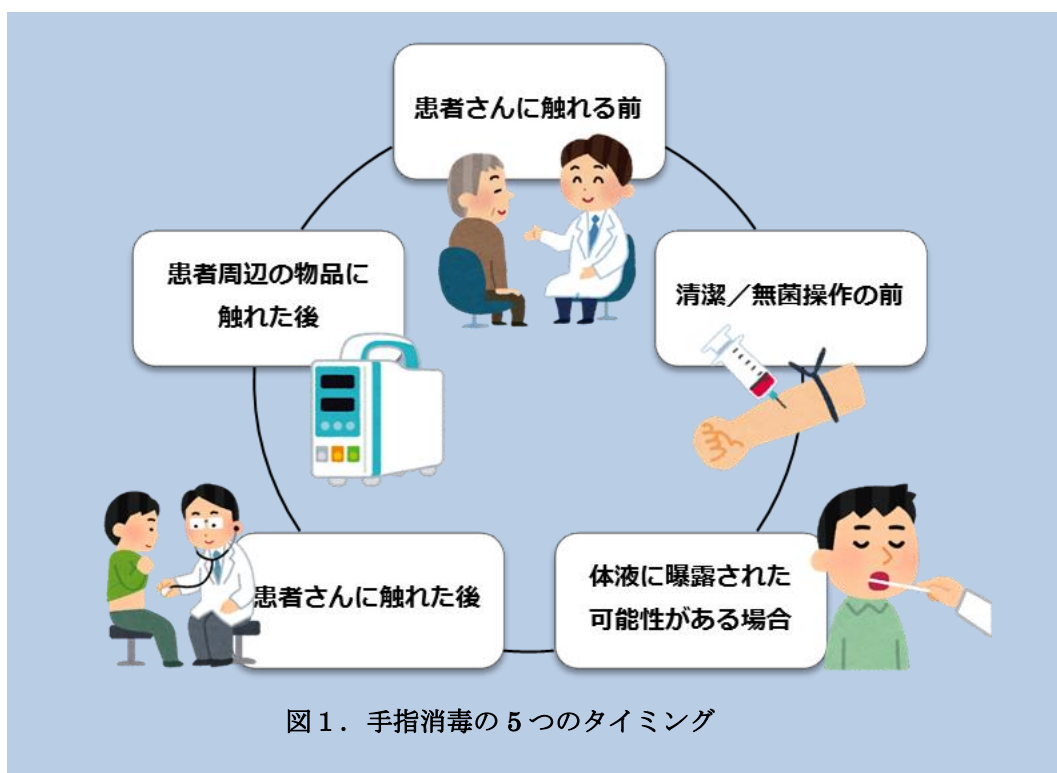 患者さんに触れる前
清潔／無菌操作の前
体液に曝露された
可能性がある場合
患者さんに触れた後
患者周辺の物品に
触れた後
図１．手指消毒の５つのタイミング